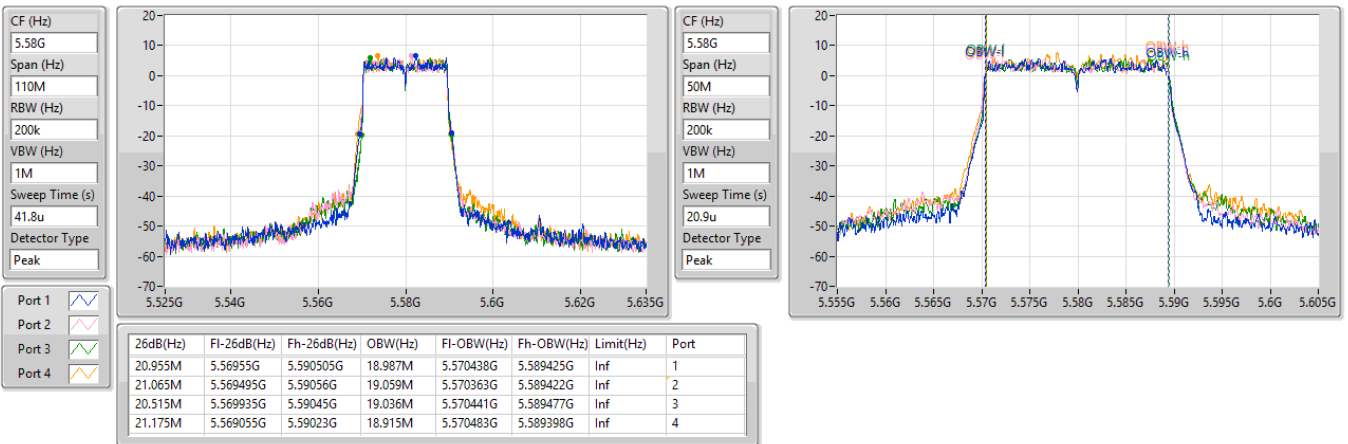 CF (Hz)
5.58G
Span (Hz)
110M
RBW (Hz)
200k
VBW (Hz)
1M
Sweep Time (s)
41.8u
Detector Type
Peak
20-
10-
0-
-10-
-20-
-30-
-40-
-50-
-60-
-70-
5.525G 5.54G 5.56G 5.58G 5.6G 5.62G 5.635G
CF (Hz)
5.58G
Span (Hz)
50M
RBW (Hz)
200k
VBW (Hz)
1M
Sweep Time (s)
20.9u
Detector Type
Peak
20-
10-
0-
-10-
-20-
-30-
-40-
-50-
-60-
-70-
OBW-l OBW-h
5.555G 5.56G 5.565G 5.57G 5.575G 5.58G 5.585G 5.59G 5.595G 5.6G 5.605G
Port 1
Port 2
Port 3
Port 4
26dB(Hz) Fl-26dB(Hz) Fh-26dB(Hz) OBW(Hz) Fl-OBW(Hz) Fh-OBW(Hz) Limit(Hz) Port
20.955M 5.56955G 5.590505G 18.987M 5.570438G 5.589425G Inf 1
21.065M 5.569495G 5.59056G 19.059M 5.570363G 5.589422G Inf 2
20.515M 5.569935G 5.59045G 19.036M 5.570441G 5.589477G Inf 3
21.175M 5.569055G 5.59023G 18.915M 5.570483G 5.589398G Inf 4